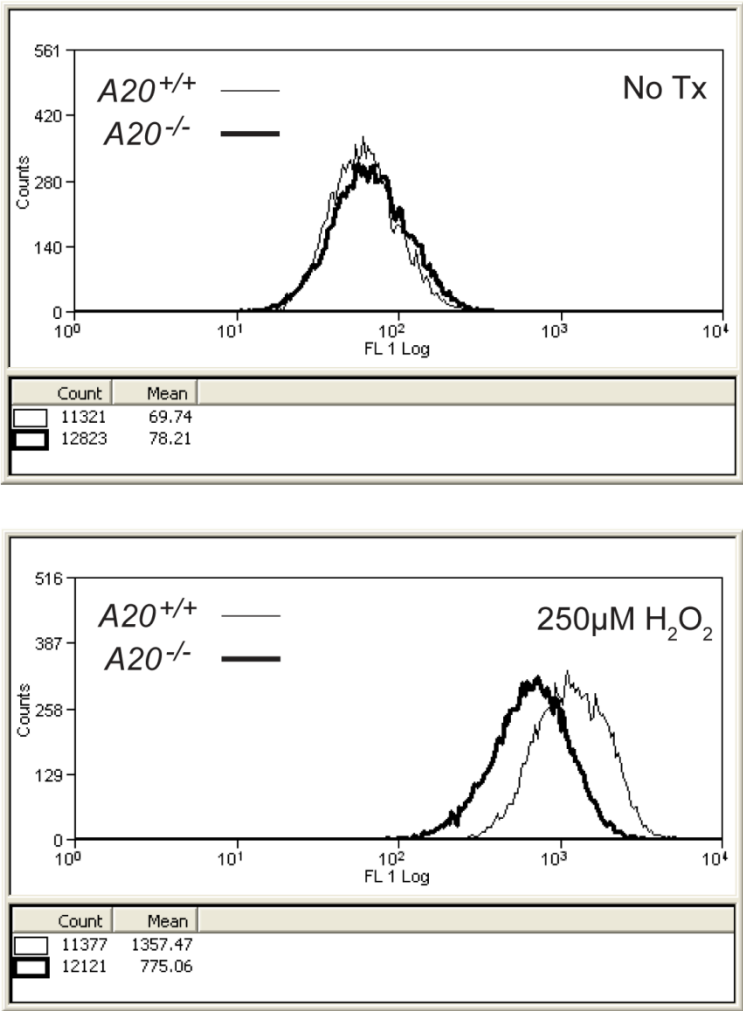 561
420
280
140
0
Counts
A20+/+
A20-/-
No Tx
10⁰ 10¹ 10² 10³ 10⁴
FL 1 Log
Count Mean
11321 69.74
12823 78.21
516
387
258
129
0
Counts
A20+/+
A20-/-
250µM H₂O₂
10⁰ 10¹ 10² 10³ 10⁴
FL 1 Log
Count Mean
11377 1357.47
12121 775.06